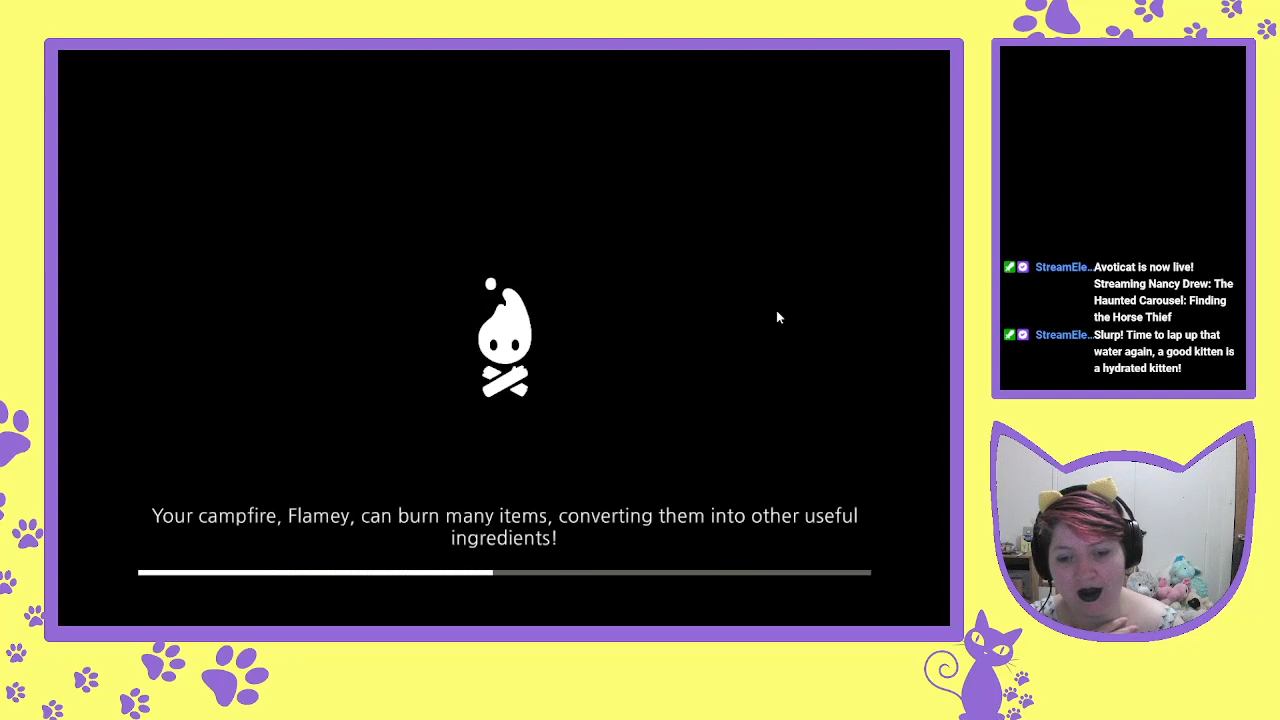 Your campfire, Flamey, can burn many items, converting them into other useful
ingredients!
StreamEle... Avoticat is now live!
Streaming Nancy Drew: The
Haunted Carousel: Finding
the Horse Thief
StreamEle... Slurp! Time to lap up that
water again, a good kitten is
a hydrated kitten!